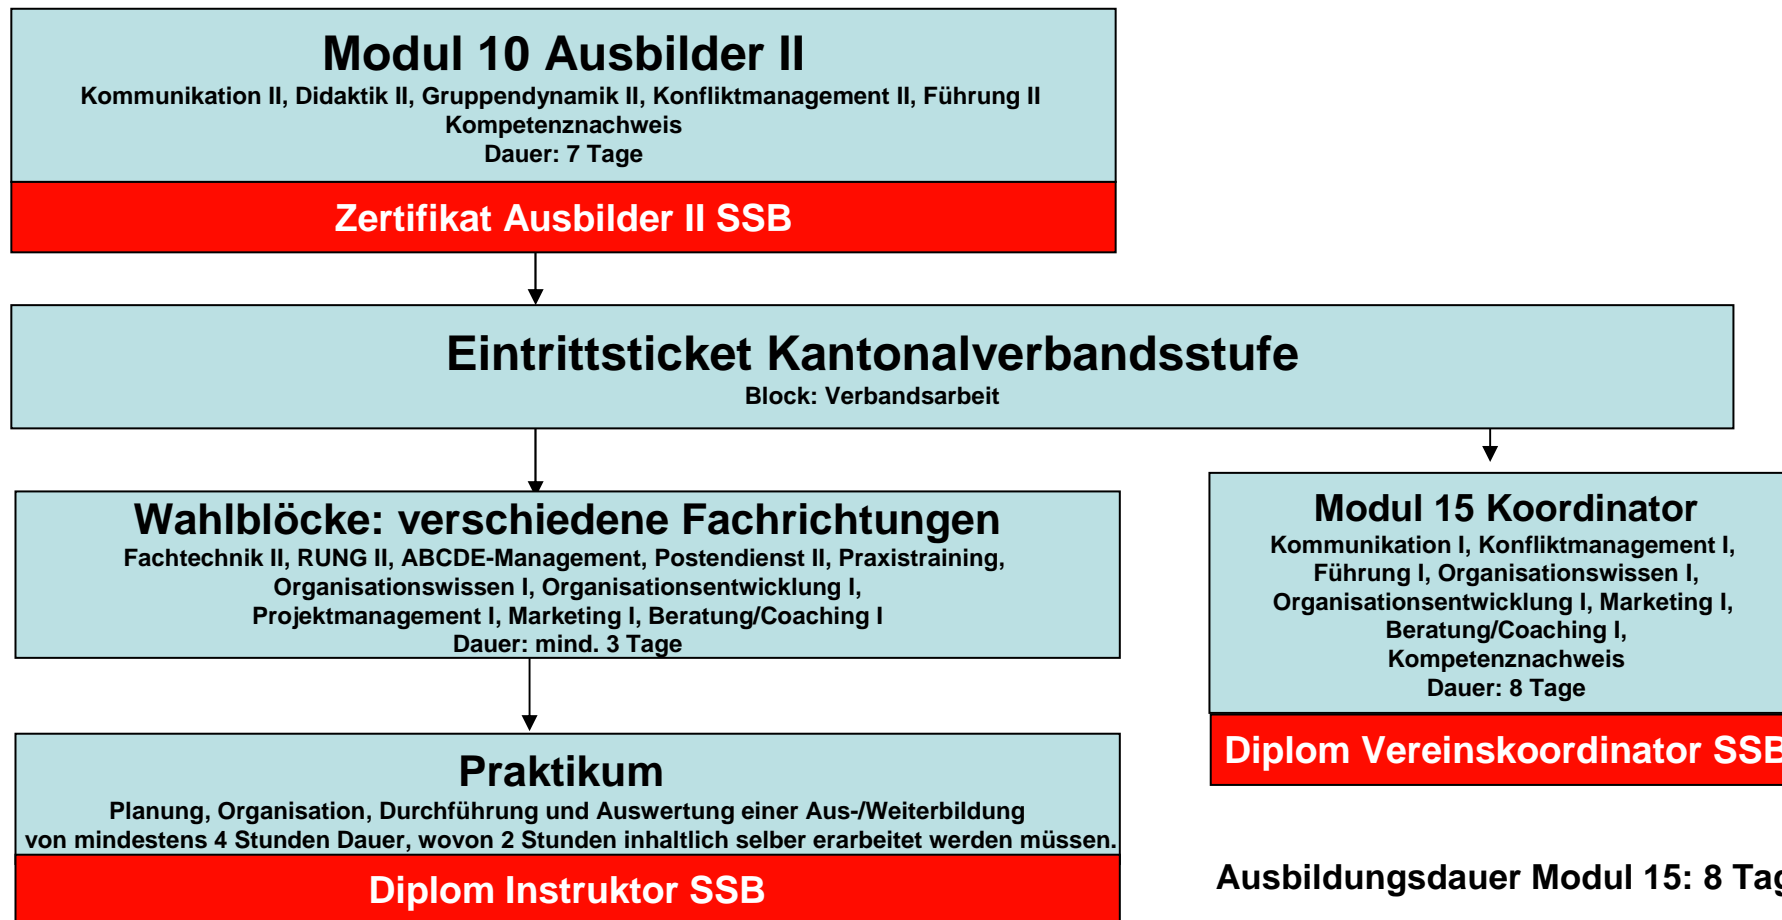 Modul 10 Ausbilder II
Kommunikation II, Didaktik II, Gruppendynamik II, Konfliktmanagement II, Führung II
Kompetenznachweis
Dauer: 7 Tage
Zertifikat Ausbilder II SSB
Eintrittsticket Kantonalverbandsstufe
Block: Verbandsarbeit
Wahlblöcke: verschiedene Fachrichtungen
Fachtechnik II, RUNG II, ABCDE-Management, Postendienst II, Praxistraining,
Organisationswissen I, Organisationsentwicklung I,
Projektmanagement I, Marketing I, Beratung/Coaching I
Dauer: mind. 3 Tage
Praktikum
Planung, Organisation, Durchführung und Auswertung einer Aus-/Weiterbildung
von mindestens 4 Stunden Dauer, wovon 2 Stunden inhaltlich selber erarbeitet werden müssen.
Diplom Instruktor SSB
Modul 15 Koordinator
Kommunikation I, Konfliktmanagement I,
Führung I, Organisationswissen I,
Organisationsentwicklung I, Marketing I,
Beratung/Coaching I,
Kompetenznachweis
Dauer: 8 Tage
Diplom Vereinskoordinator SSB
Ausbildungsdauer Modul 15: 8 Tag